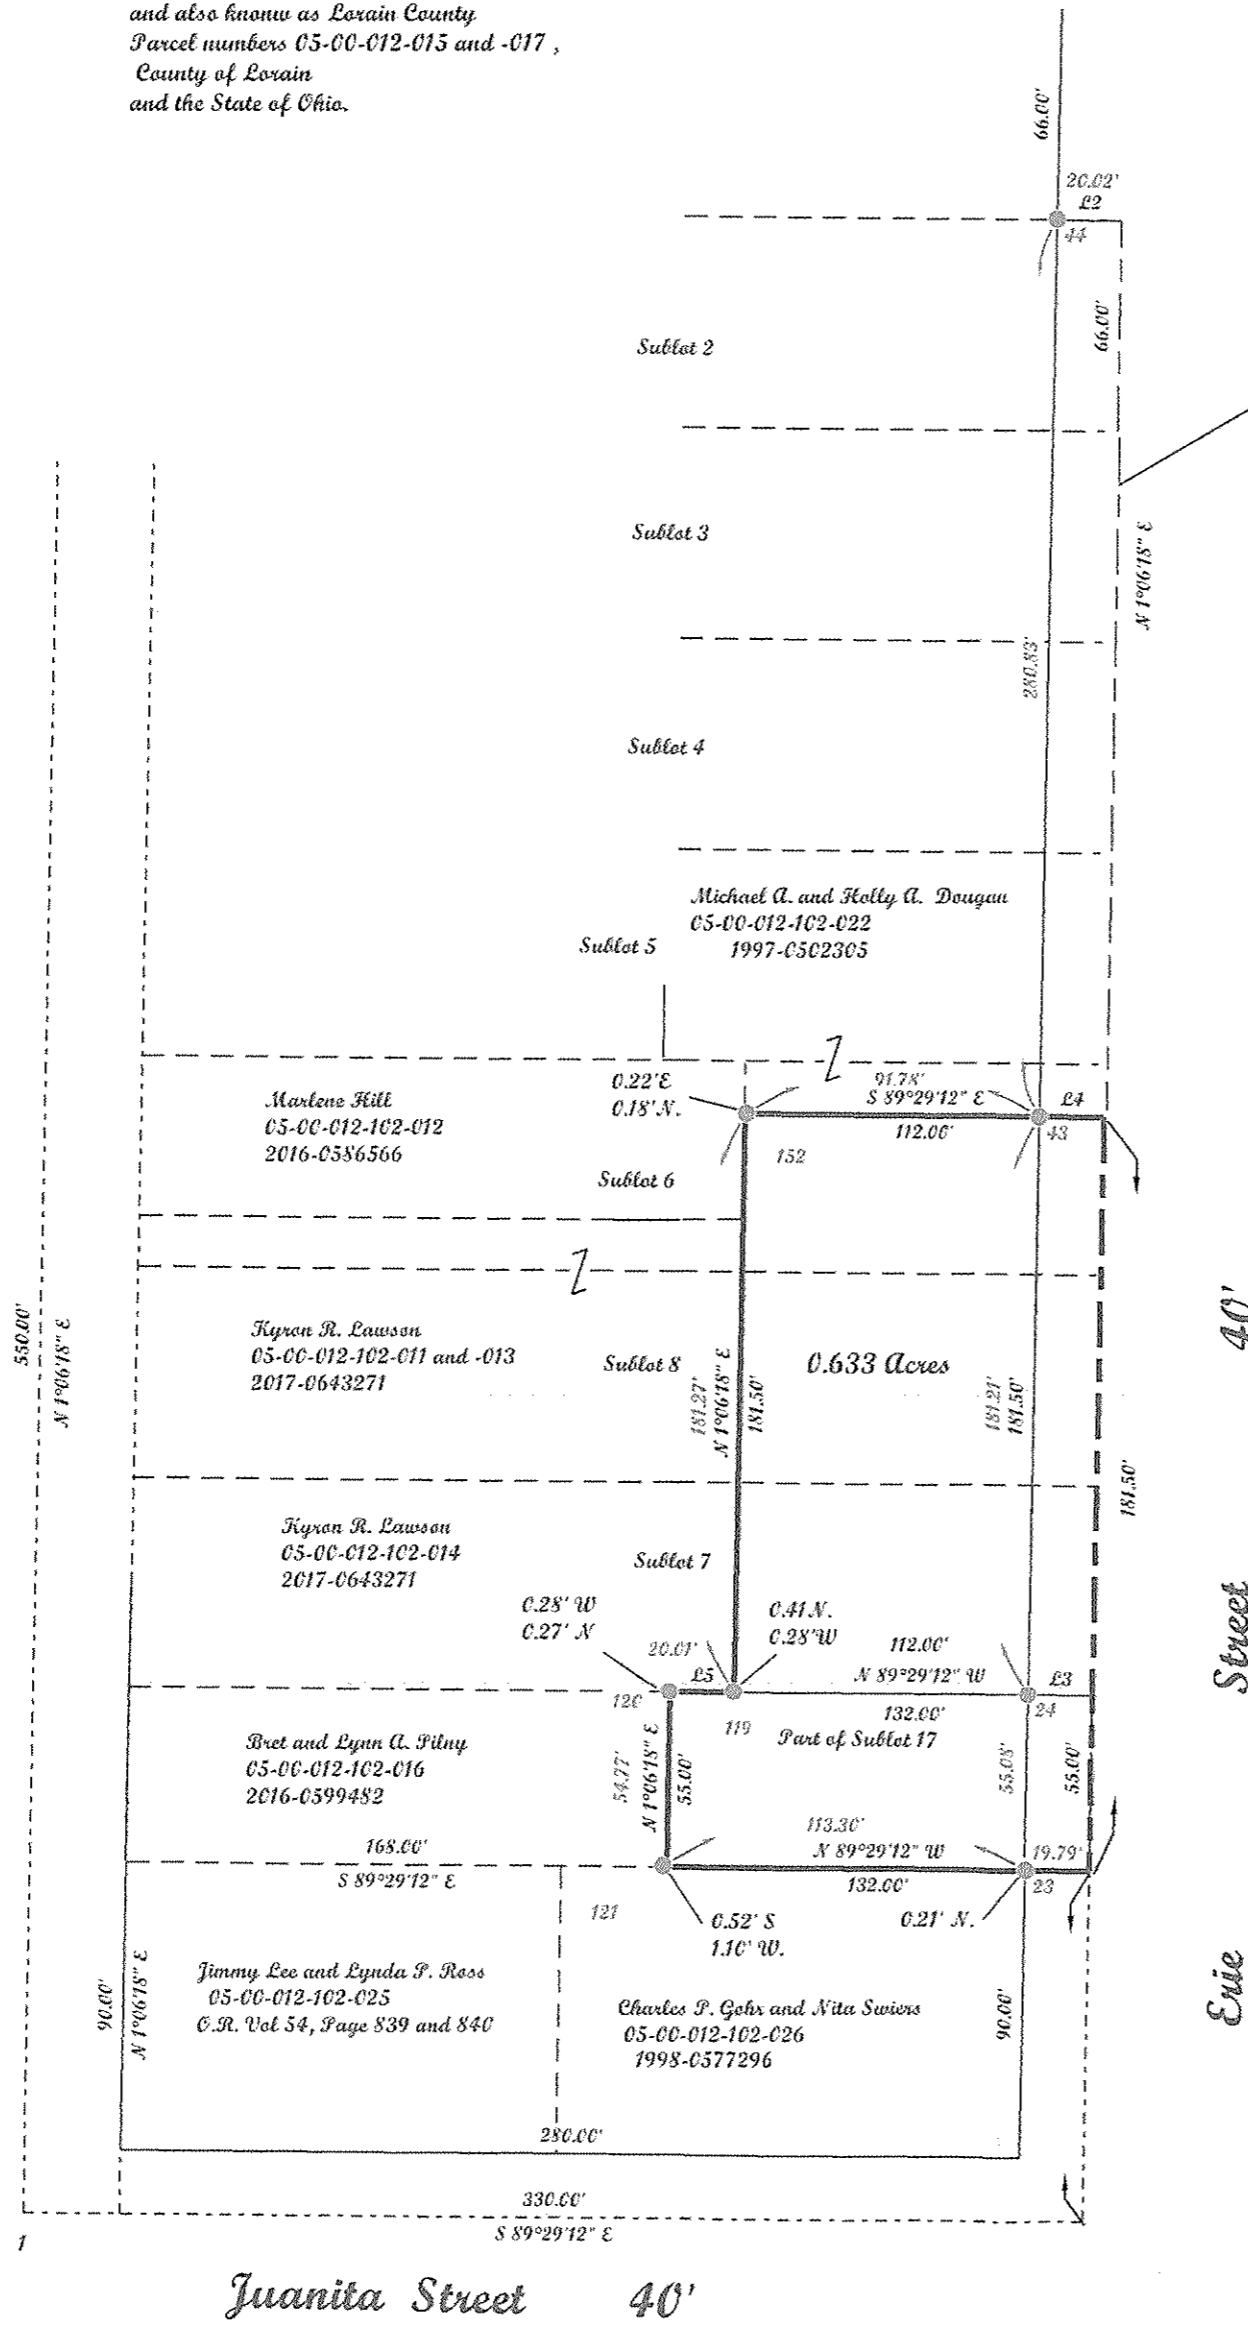 and also knonw as Lorain County
Parcel numbers 05-00-012-015 and -017 ,
County of Lorain
and the State of Ohio.
66.00'
20.02'
L2
44
66.00'
Sublot 2
Sublot 3
N 1°06'18" E
280.83'
Sublot 4
Michael A. and Holly A. Dougan
05-00-012-102-022
1997-0502305
Sublot 5
0.22'E
0.18'N.
91.78'
S 89°29'12" E
L4
112.00'
43
152
Marlene Hill
05-00-012-102-012
2016-0586566
Sublot 6
550.00'
N 1°06'18" E
40'
Kyron R. Lawson
05-00-012-102-011 and -013
2017-0643271
Sublot 8
0.633 Acres
181.27'
N 1°06'18" E
181.50'
181.21'
181.50'
181.50'
Kyron R. Lawson
05-00-012-102-014
2017-0643271
Sublot 7
0.28' W
0.27' N
0.41 N.
0.28'W
20.01'
L5
112.00'
N 89°29'12" W
L3
120
119
132.00'
24
Part of Sublot 17
Street
Bret and Lynn A. Pilny
05-00-012-102-016
2016-0599482
54.77'
N 1°06'18" E
55.00'
55.08'
55.00'
168.00'
S 89°29'12" E
113.30'
N 89°29'12" W
19.79'
132.00'
23
121
0.52' S
1.10' W.
0.21' N.
90.00'
N 1°06'18" E
Jimmy Lee and Lynda P. Ross
05-00-012-102-025
O.R. Vol 54, Page 839 and 840
Charles P. Gohr and Nita Swiers
05-00-012-102-026
1998-0577296
90.00'
Erie
280.00'
330.00'
S 89°29'12" E
1
Juanita Street 40'